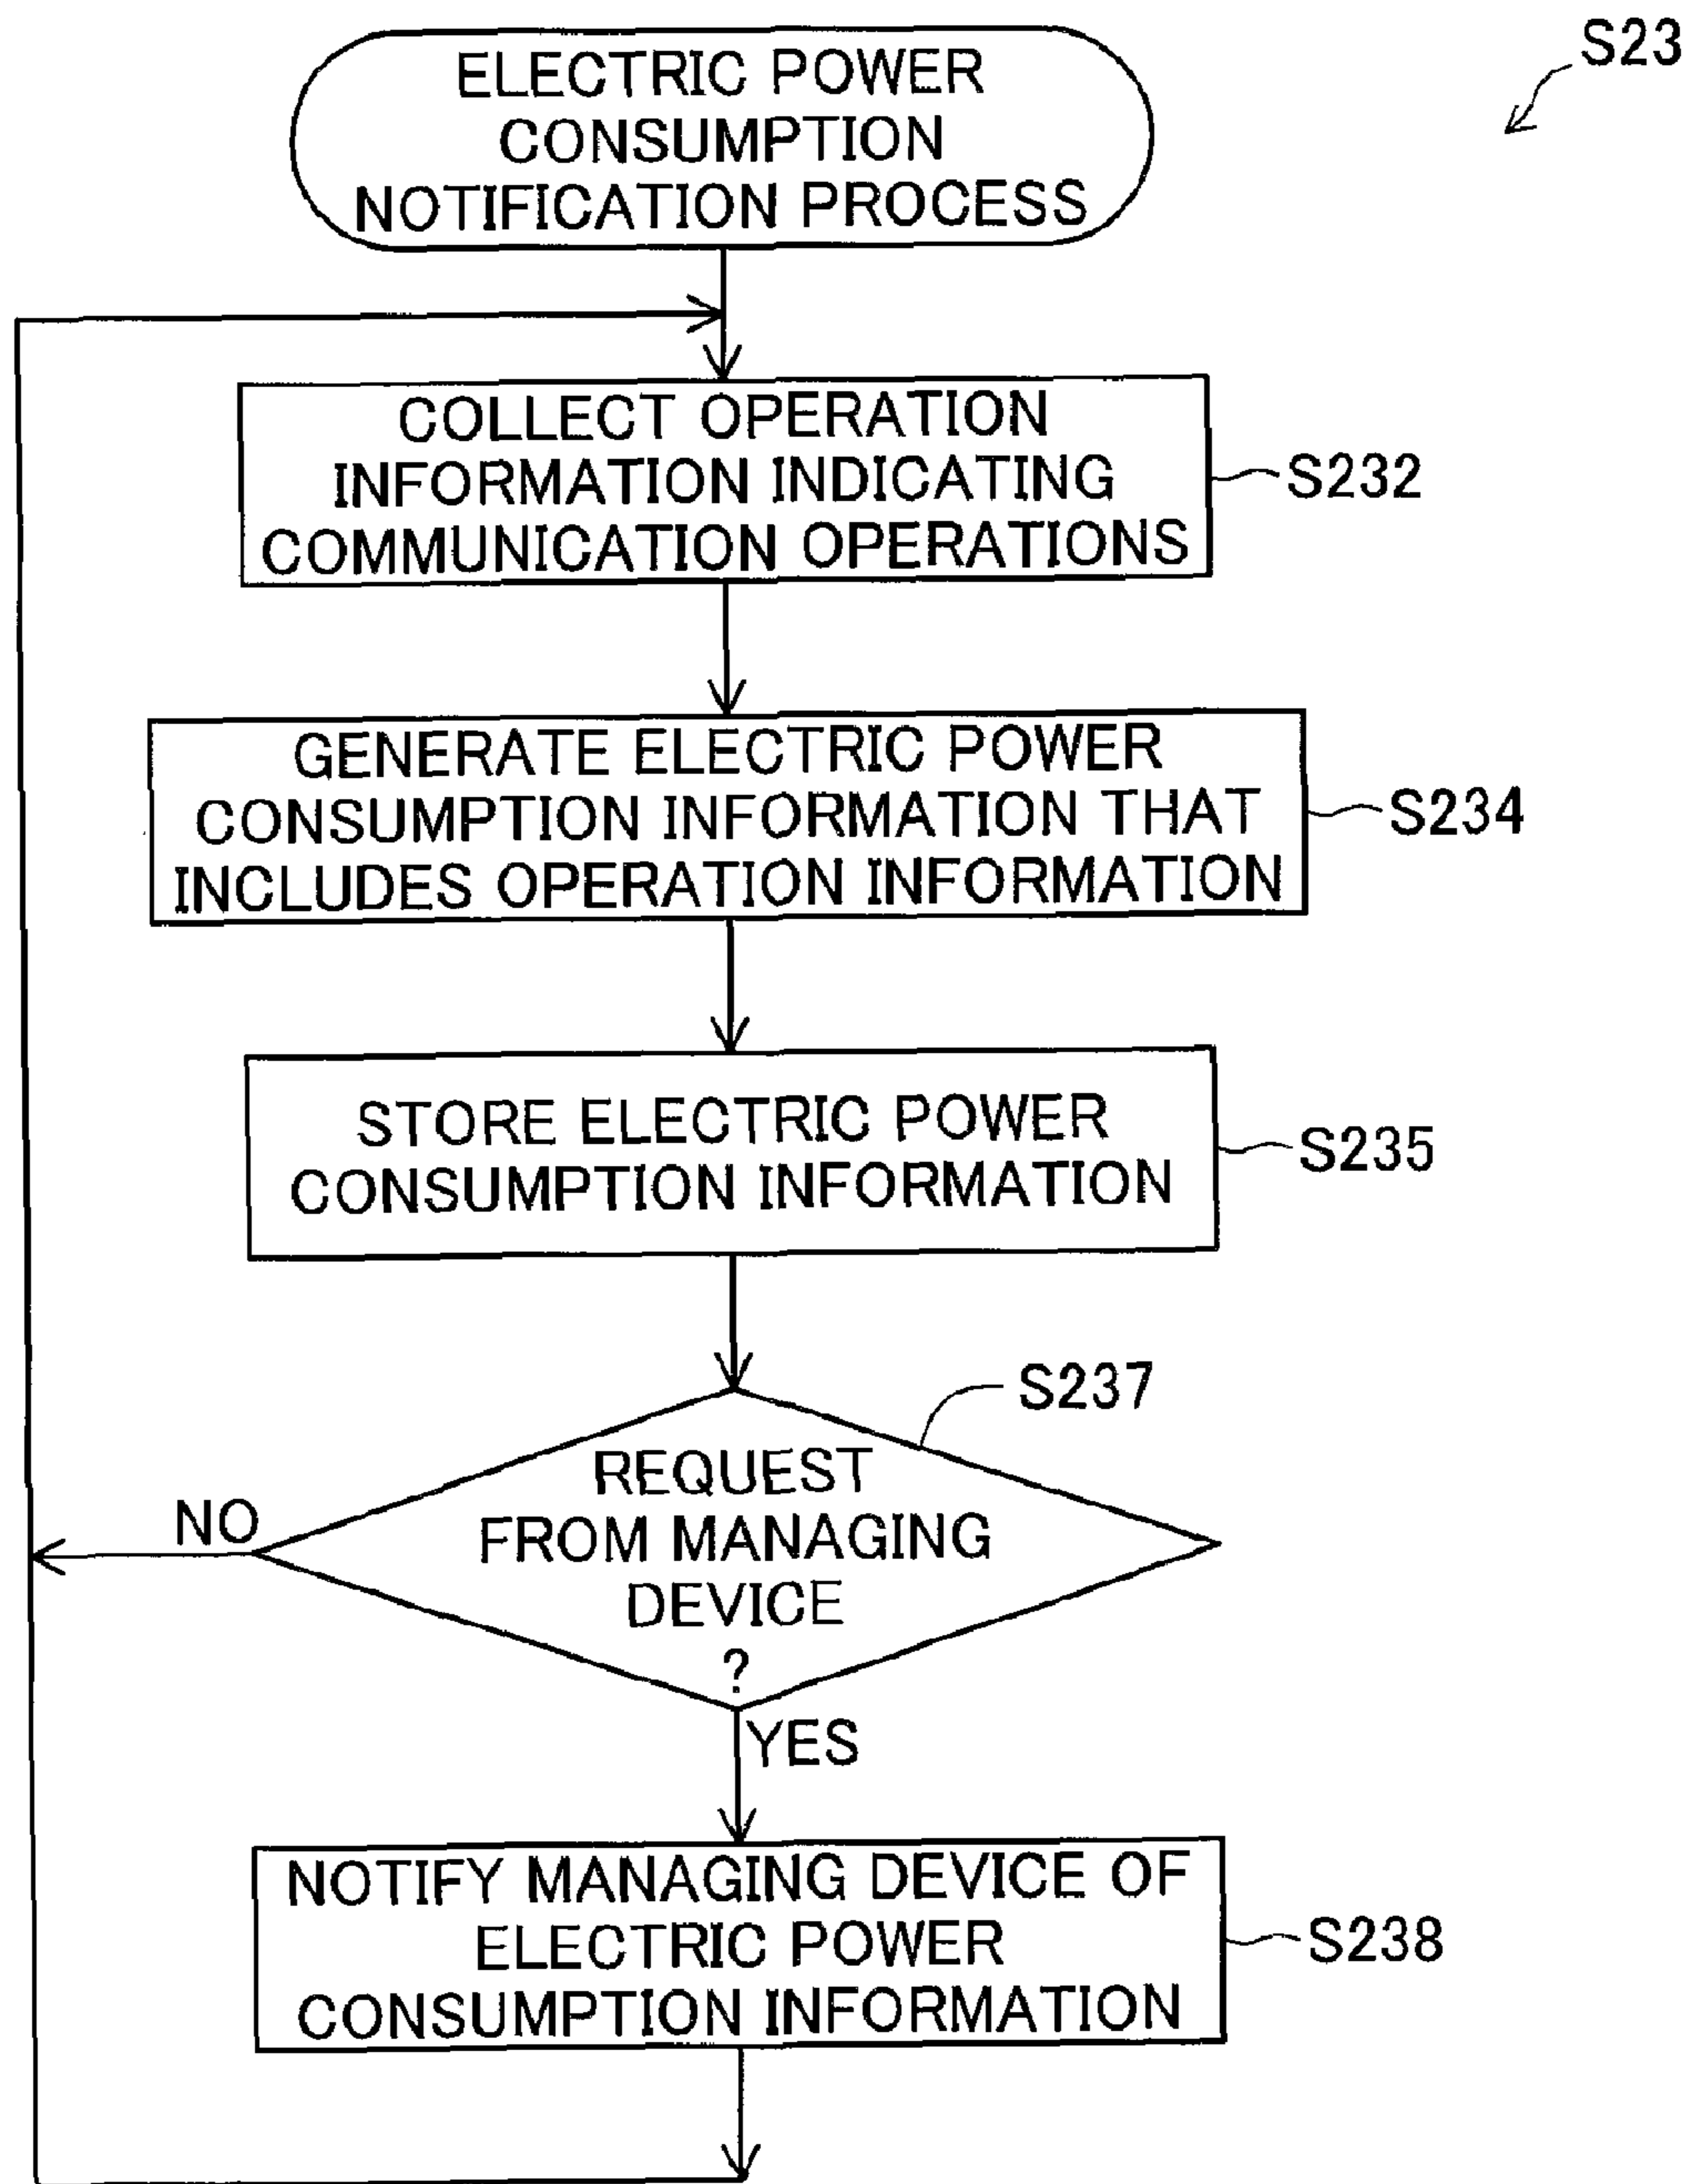 S23
ELECTRIC POWER
CONSUMPTION
NOTIFICATION PROCESS
COLLECT OPERATION
INFORMATION INDICATING
COMMUNICATION OPERATIONS
S232
GENERATE ELECTRIC POWER
CONSUMPTION INFORMATION THAT
INCLUDES OPERATION INFORMATION
S234
STORE ELECTRIC POWER
CONSUMPTION INFORMATION
S235
S237
REQUEST
FROM MANAGING
DEVICE
?
NO
YES
NOTIFY MANAGING DEVICE OF
ELECTRIC POWER
CONSUMPTION INFORMATION
S238